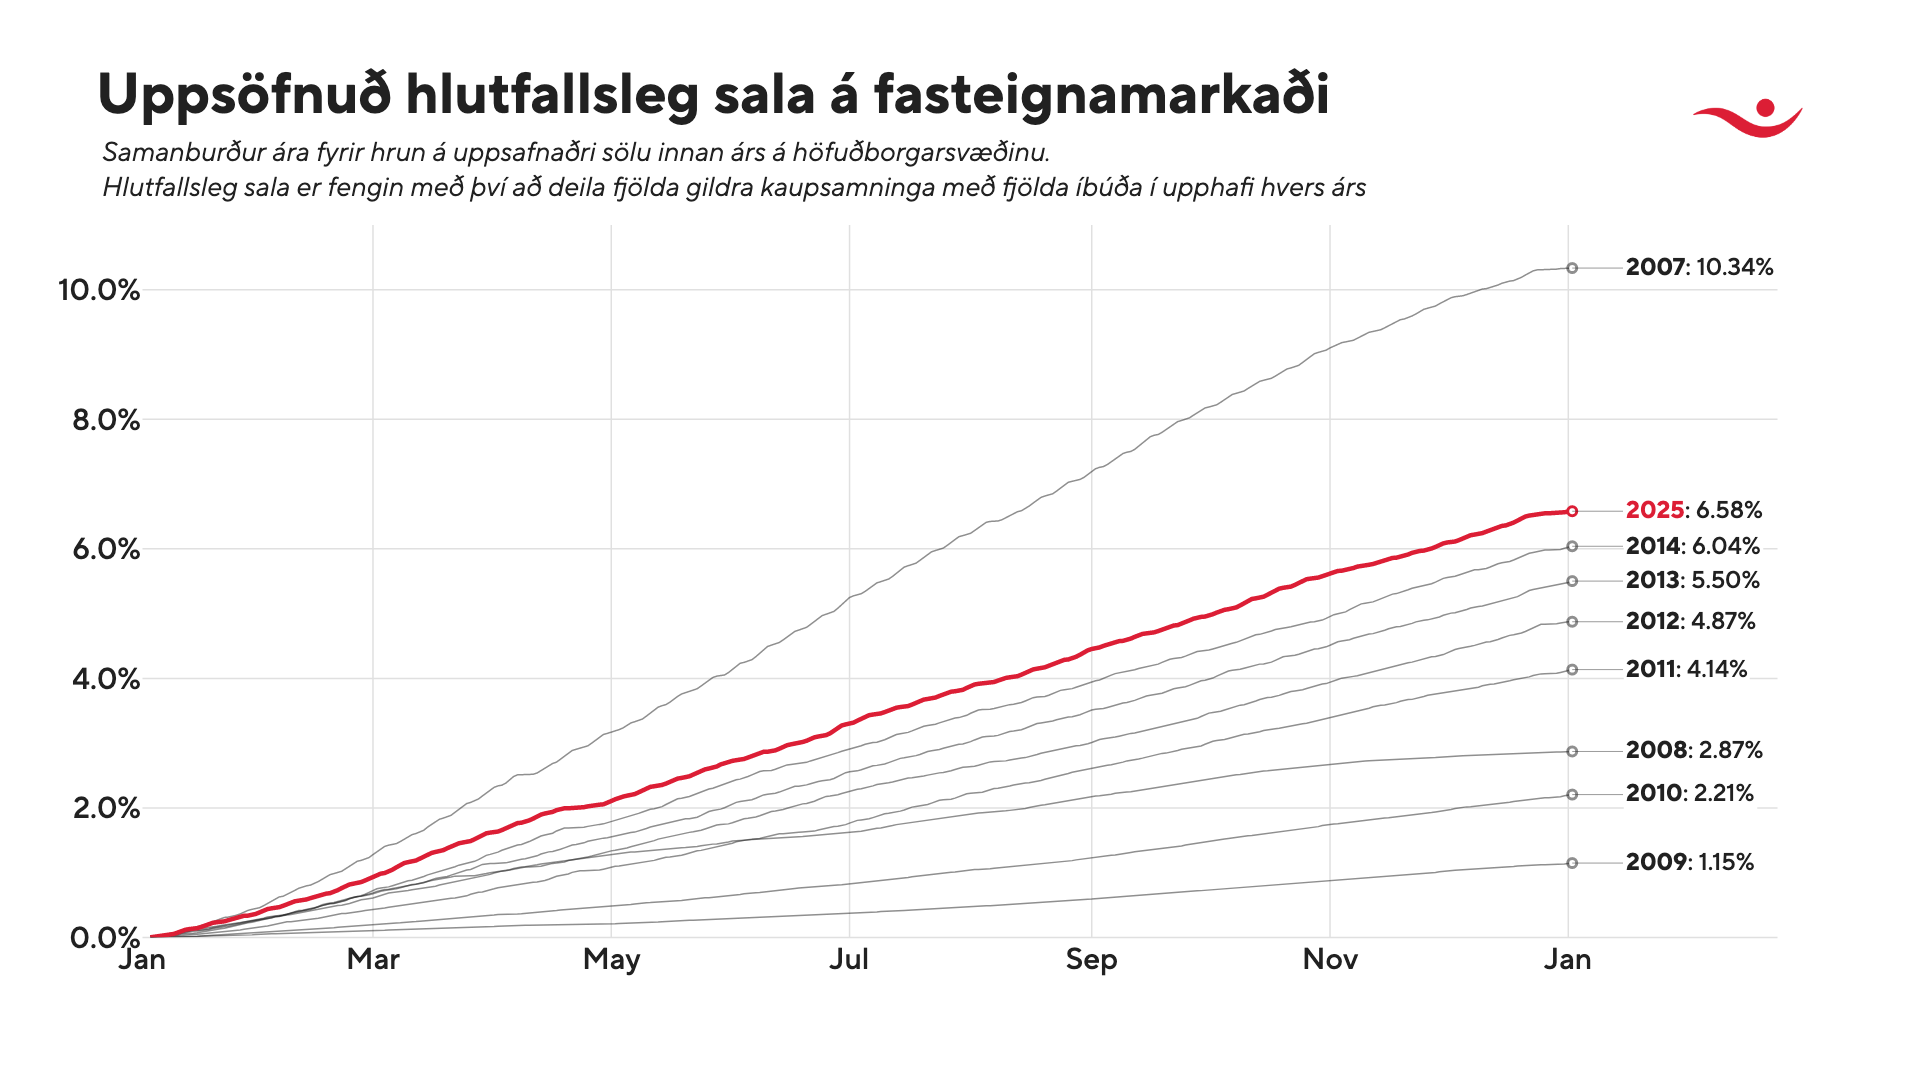 Uppsöfnuð hlutfallsleg sala á fasteignamarkaði
Samanburður ára fyrir hrun á uppsafnaðri sölu innan árs á höfuðborgarsvæðinu.
Hlutfallsleg sala er fengin með því að deila fjölda gildra kaupsamninga með fjölda íbúða í upphafi hvers árs
10.0%
8.0%
6.0%
4.0%
2.0%
0.0%
Jan
Mar
May
Jul
Sep
Nov
Jan
2007: 10.34%
2025: 6.58%
2014: 6.04%
2013: 5.50%
2012: 4.87%
2011: 4.14%
2008: 2.87%
2010: 2.21%
2009: 1.15%